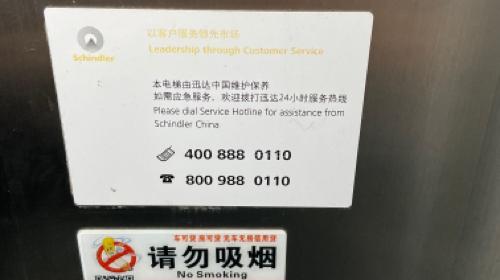 以客户服务领先市场
Leadership through Customer Service
Schindler
本电梯由迅达中国维护保养
如需应急服务，欢迎拨打迅达24小时服务热线
Please dial Service Hotline for assistance from
Schindler China
400 888 0110
800 988 0110
请勿吸烟
No Smoking